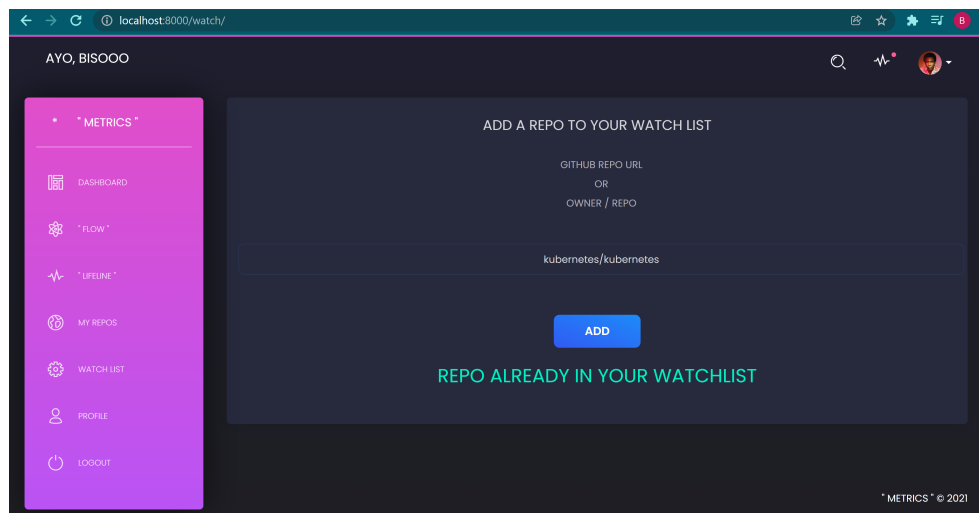 localhost:8000/watch/
B
AYO, BISOOO
* " METRICS "
DASHBOARD
" FLOW "
" LIFELINE "
MY REPOS
WATCH LIST
PROFILE
LOGOUT
ADD A REPO TO YOUR WATCH LIST
GITHUB REPO URL
OR
OWNER / REPO
kubernetes/kubernetes
ADD
REPO ALREADY IN YOUR WATCHLIST
" METRICS " © 2021